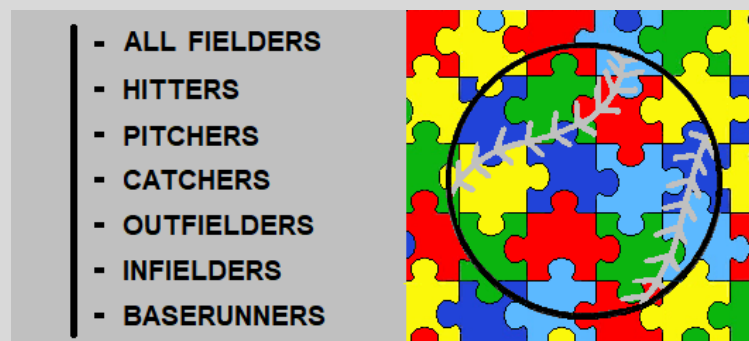 - ALL FIELDERS
- HITTERS
- PITCHERS
- CATCHERS
- OUTFIELDERS
- INFIELDERS
- BASERUNNERS